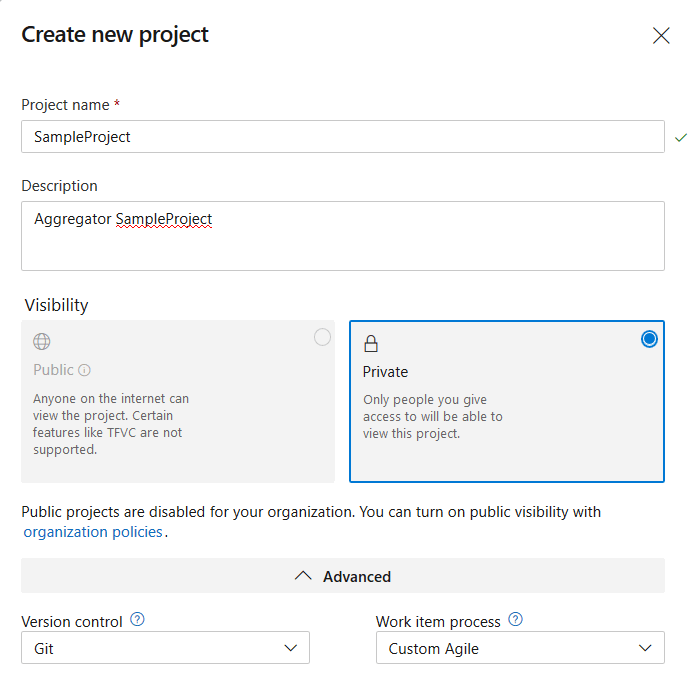 Create new project
Project name *
SampleProject
Description
Aggregator SampleProject
Visibility
Public
Anyone on the internet can
view the project. Certain
features like TFVC are not
supported.
Private
Only people you give
access to will be able to
view this project.
Public projects are disabled for your organization. You can turn on public visibility with
organization policies.
Advanced
Version control
Git
Work item process
Custom Agile